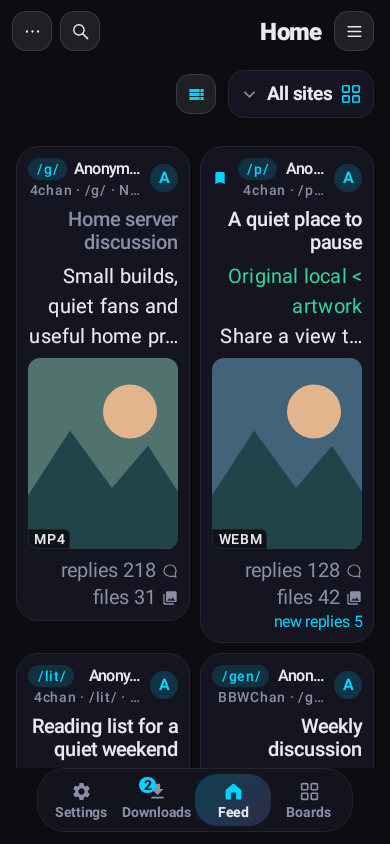 Home
All sites
/g/ Anonym… A
4chan · /g/ · N…
Home server
discussion
Small builds,
quiet fans and
useful home pr…
MP4
replies 218
files 31
/p/ Ano… A
4chan · /p…
A quiet place to
pause
Original local <
artwork
Share a view t…
WEBM
replies 128
files 42
new replies 5
/lit/ Anony… A
4chan · /lit/ · …
Reading list for a
quiet weekend
/gen/ Anon… A
BBWChan · /g…
Weekly
discussion
2
Settings Downloads Feed Boards